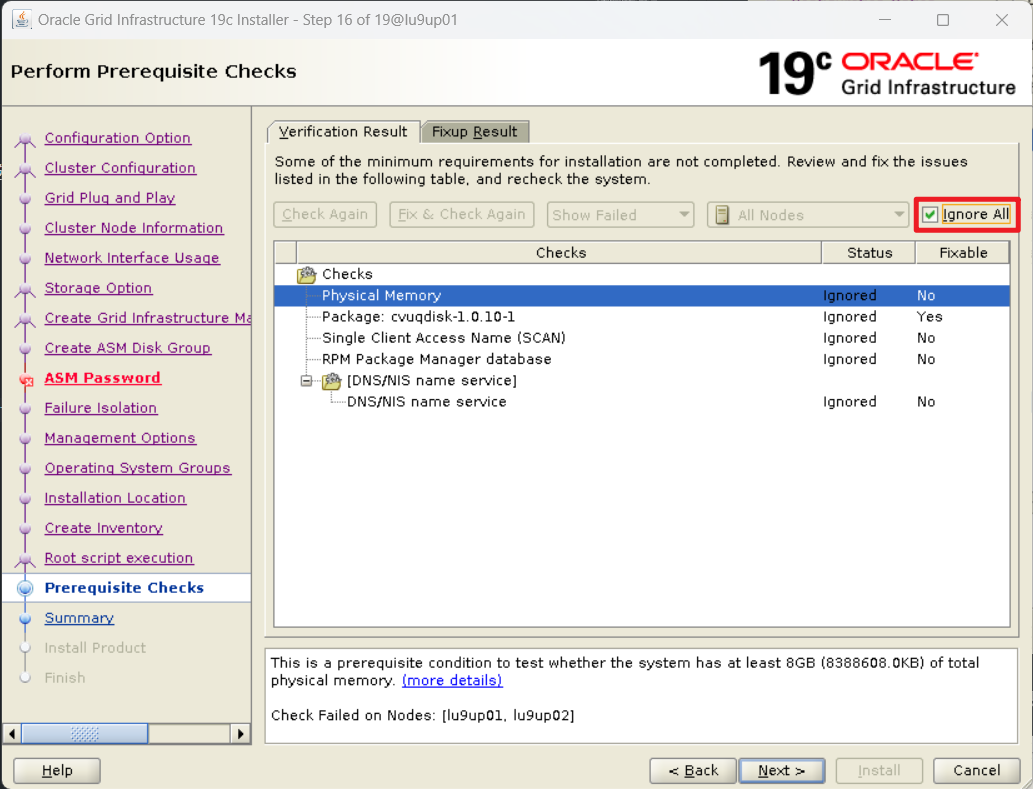 Oracle Grid Infrastructure 19c Installer - Step 16 of 19@lu9up01
Perform Prerequisite Checks
19c ORACLE
Grid Infrastructure
Configuration Option
Cluster Configuration
Grid Plug and Play
Cluster Node Information
Network Interface Usage
Storage Option
Create Grid Infrastructure Ma
Create ASM Disk Group
ASM Password
Failure Isolation
Management Options
Operating System Groups
Installation Location
Create Inventory
Root script execution
Prerequisite Checks
Summary
Install Product
Finish
Verification Result Fixup Result
Some of the minimum requirements for installation are not completed. Review and fix the issues
listed in the following table, and recheck the system.
Check Again Fix & Check Again Show Failed All Nodes Ignore All
Checks Status Fixable
Checks
Physical Memory Ignored No
Package: cvuqdisk-1.0.10-1 Ignored Yes
Single Client Access Name (SCAN) Ignored No
RPM Package Manager database Ignored No
[DNS/NIS name service]
DNS/NIS name service Ignored No
This is a prerequisite condition to test whether the system has at least 8GB (8388608.0KB) of total
physical memory. (more details)
Check Failed on Nodes: [lu9up01, lu9up02]
Help < Back Next > Install Cancel